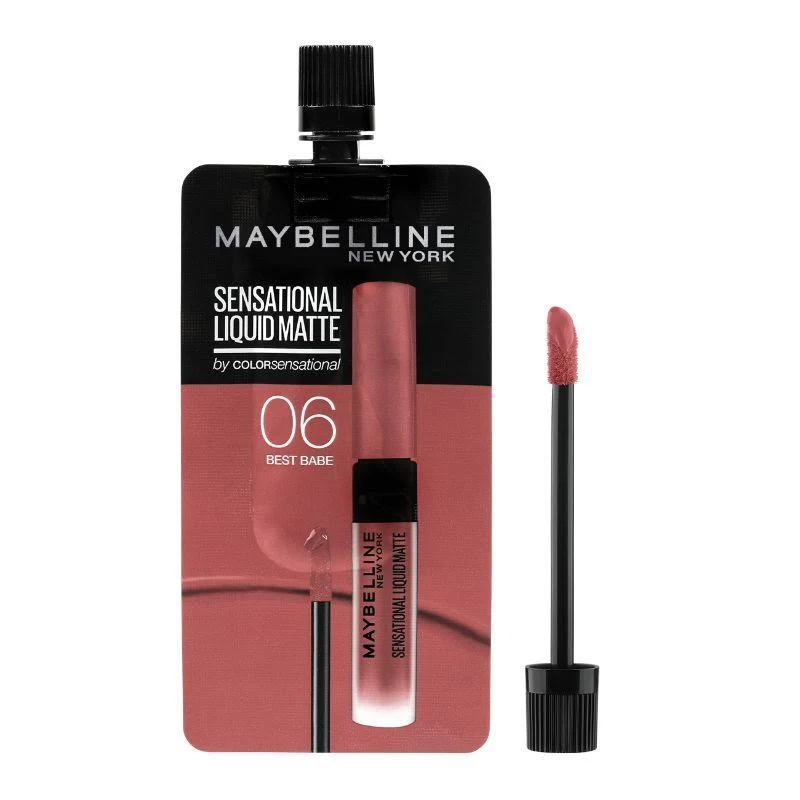 MAYBELLINE
NEW YORK
SENSATIONAL
LIQUID MATTE
by COLORsensational
06
BEST BABE
MAYBELLINE
NEW YORK
SENSATIONAL LIQUID MATTE